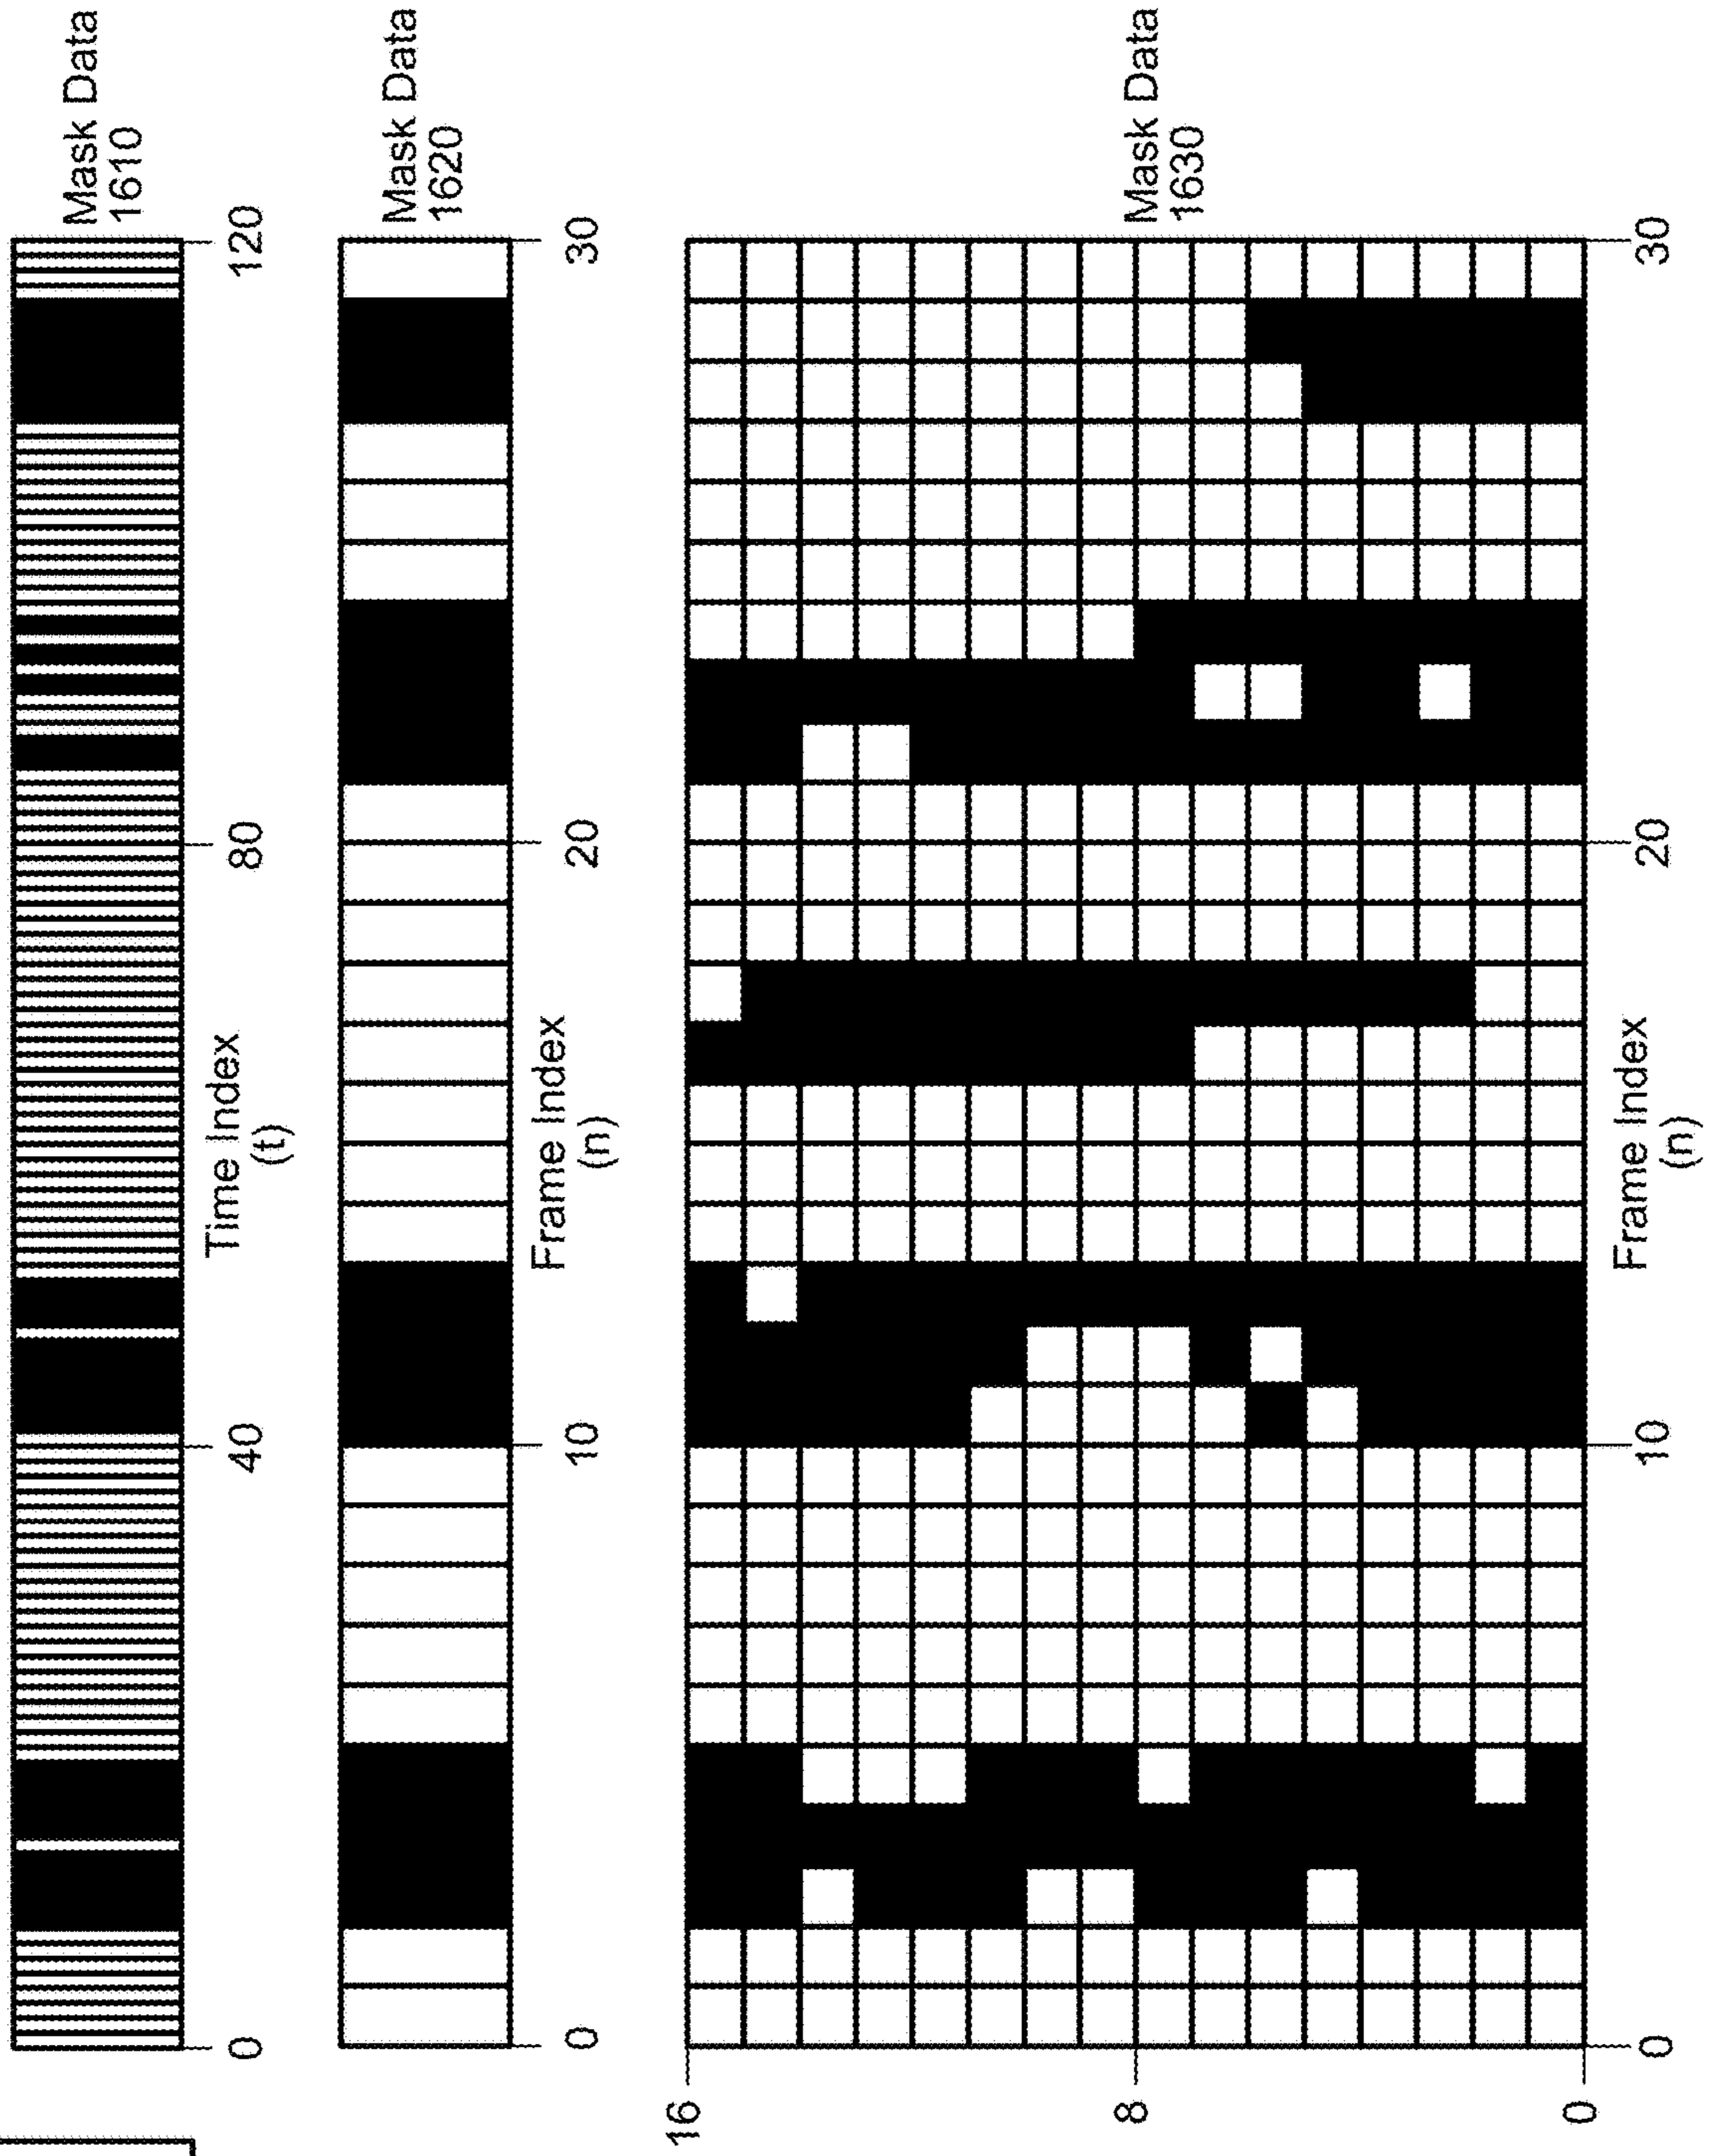 Mask Data
1610
0
40
80
120
Time Index
(t)
Mask Data
1620
0
10
20
30
Frame Index
(n)
Mask Data
1630
16
8
0
0
10
20
30
Frame Index
(n)